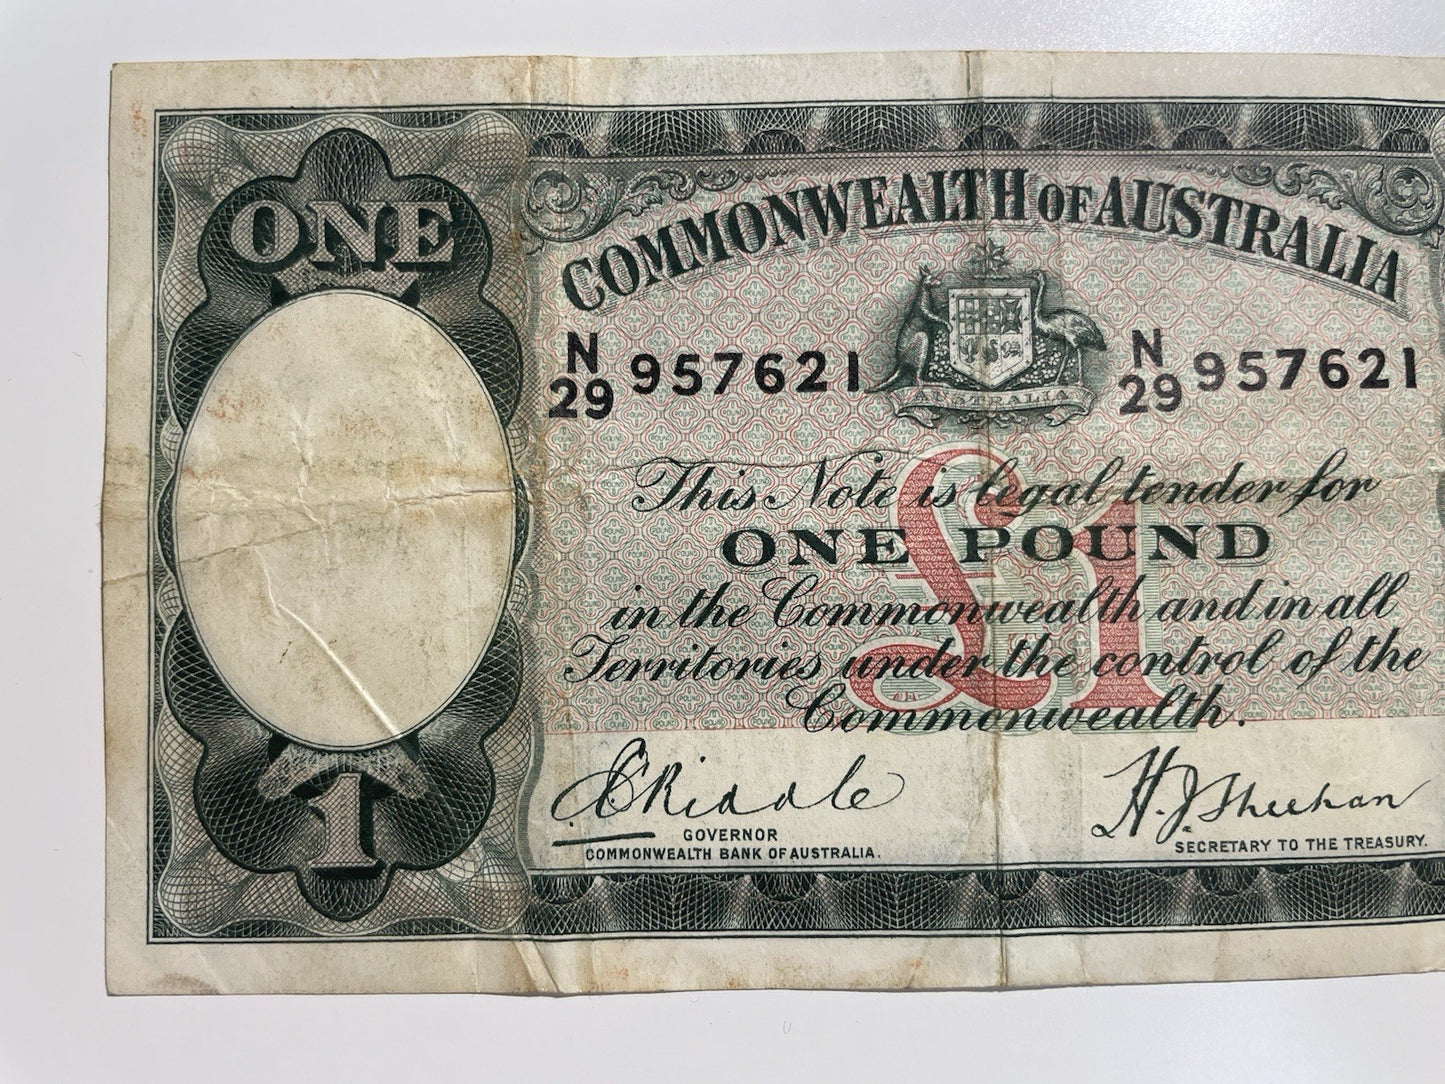 ONE
COMMONWEALTH OF AUSTRALIA
N
29 957621
N
29 957621
AUSTRALIA
This Note is legal tender for
ONE POUND
£1
in the Commonwealth and in all
Territories under the control of the
Commonwealth.
C Riddle
GOVERNOR
COMMONWEALTH BANK OF AUSTRALIA.
H. J. Sheehan
SECRETARY TO THE TREASURY.
1